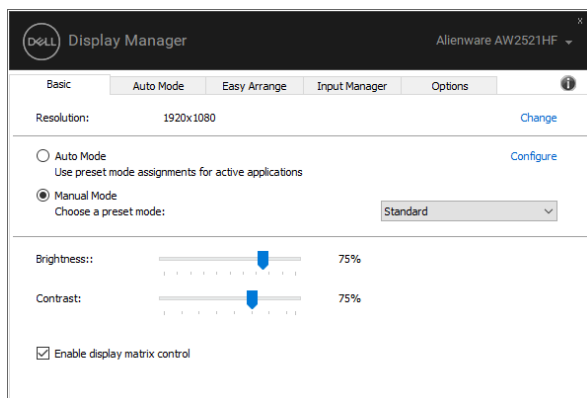 x
DELL Display Manager Alienware AW2521HF
Basic Auto Mode Easy Arrange Input Manager Options i
Resolution: 1920x1080 Change
Auto Mode Configure
Use preset mode assignments for active applications
Manual Mode
Choose a preset mode: Standard
Brightness:: 75%
Contrast: 75%
Enable display matrix control